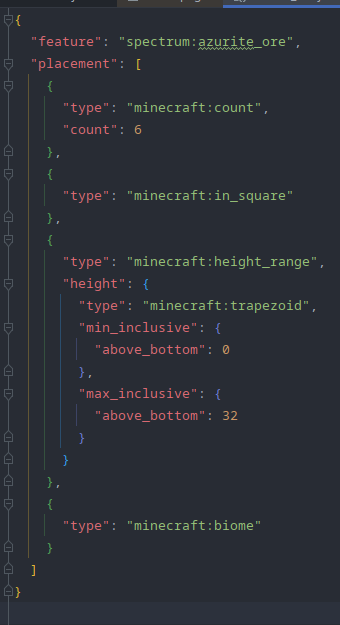 {
  "feature": "spectrum:azurite_ore",
  "placement": [
    {
      "type": "minecraft:count",
      "count": 6
    },
    {
      "type": "minecraft:in_square"
    },
    {
      "type": "minecraft:height_range",
      "height": {
        "type": "minecraft:trapezoid",
        "min_inclusive": {
          "above_bottom": 0
        },
        "max_inclusive": {
          "above_bottom": 32
        }
      }
    },
    {
      "type": "minecraft:biome"
    }
  ]
}